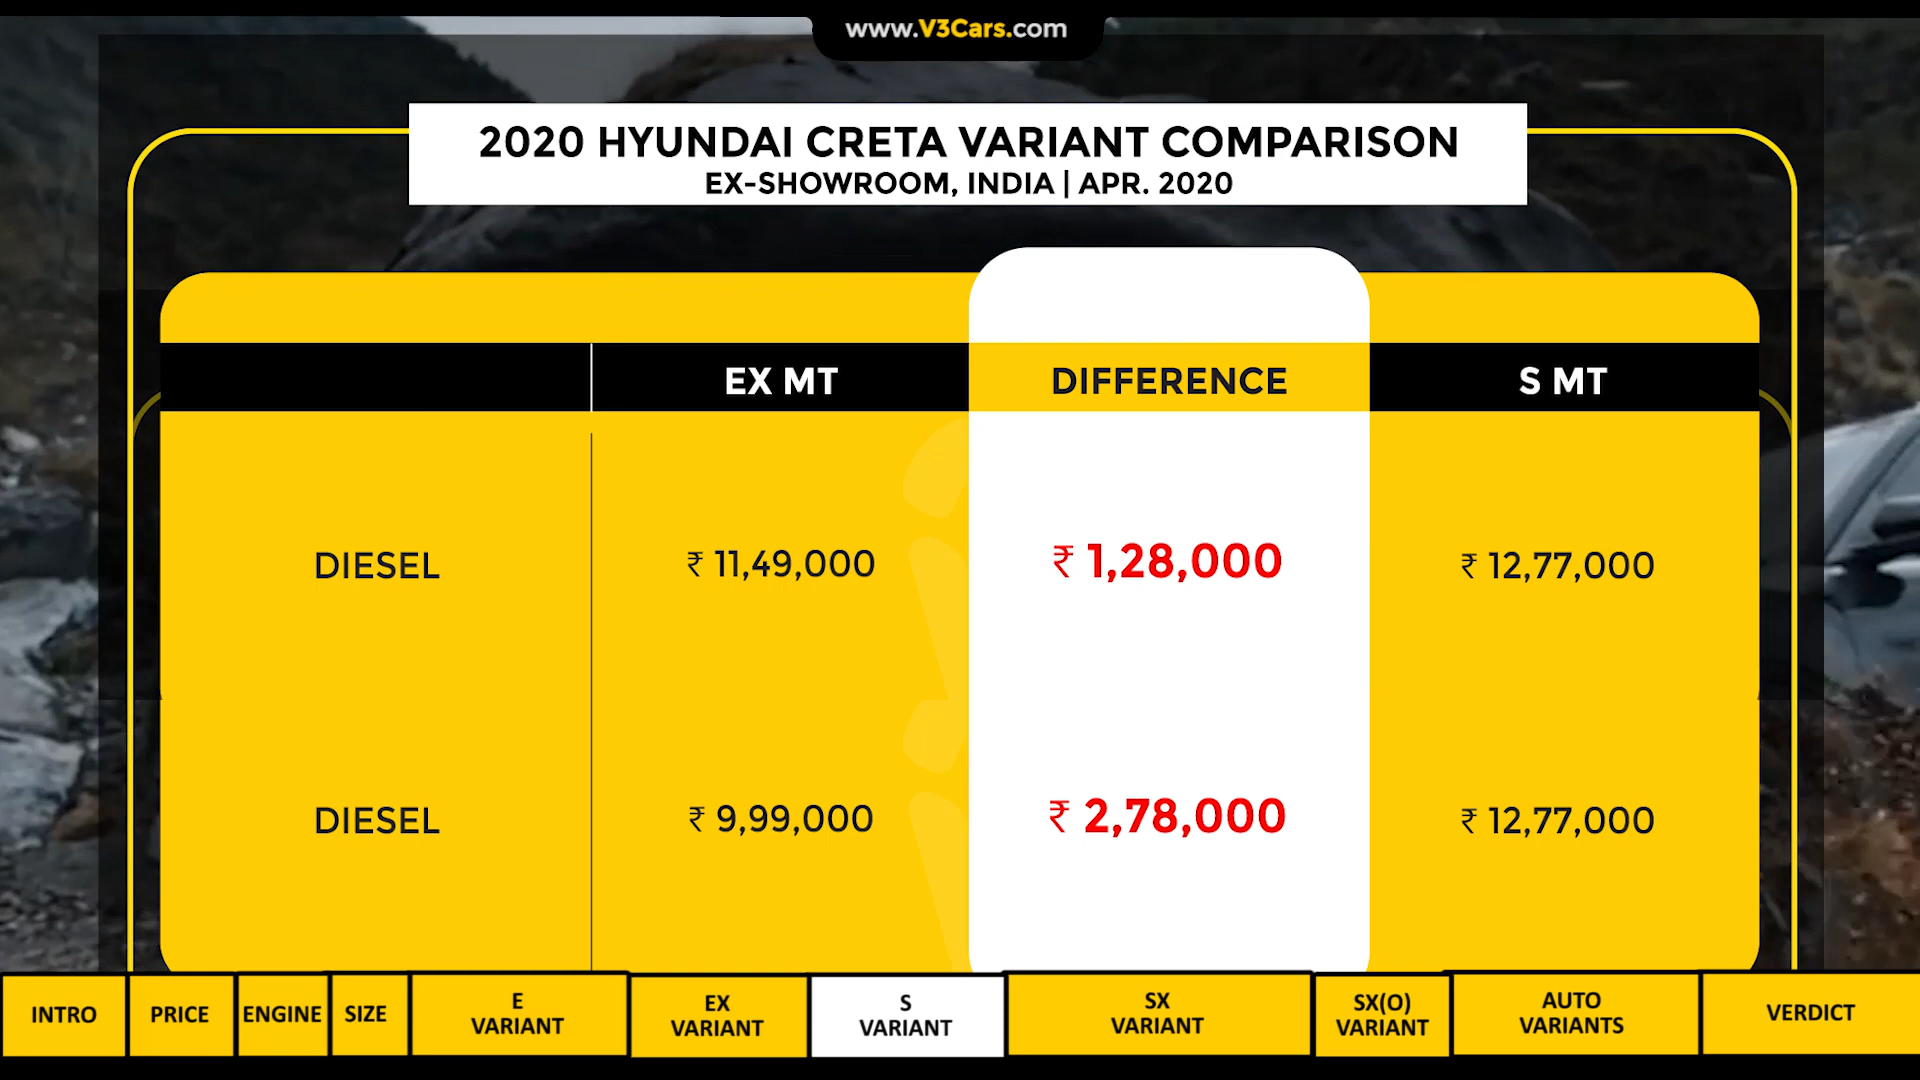 www.V3Cars.com
2020 HYUNDAI CRETA VARIANT COMPARISON
EX-SHOWROOM, INDIA | APR. 2020
EX MT DIFFERENCE S MT
DIESEL ₹ 11,49,000 ₹ 1,28,000 ₹ 12,77,000
DIESEL ₹ 9,99,000 ₹ 2,78,000 ₹ 12,77,000
INTRO
PRICE
ENGINE
SIZE
E
VARIANT
EX
VARIANT
S
VARIANT
SX
VARIANT
SX(O)
VARIANT
AUTO
VARIANTS
VERDICT